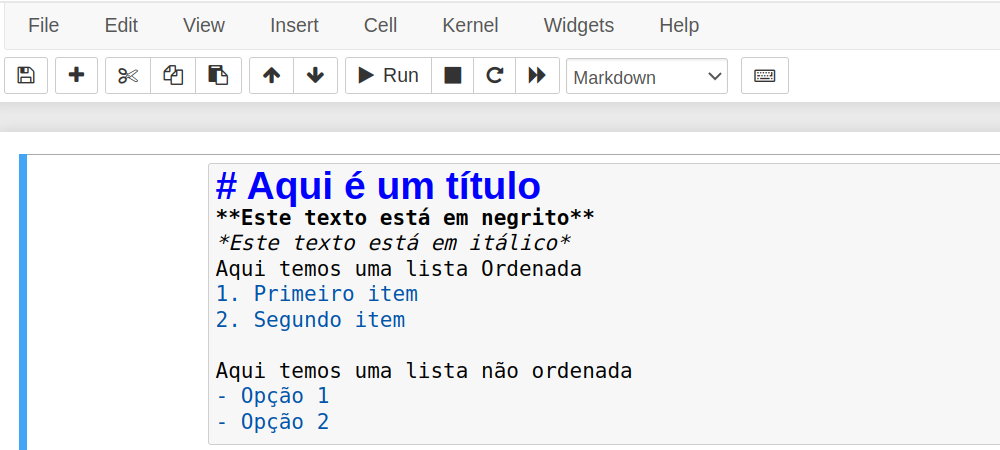 File Edit View Insert Cell Kernel Widgets Help
Run Markdown
# Aqui é um título
**Este texto está em negrito**
*Este texto está em itálico*
Aqui temos uma lista Ordenada
1. Primeiro item
2. Segundo item
Aqui temos uma lista não ordenada
- Opção 1
- Opção 2